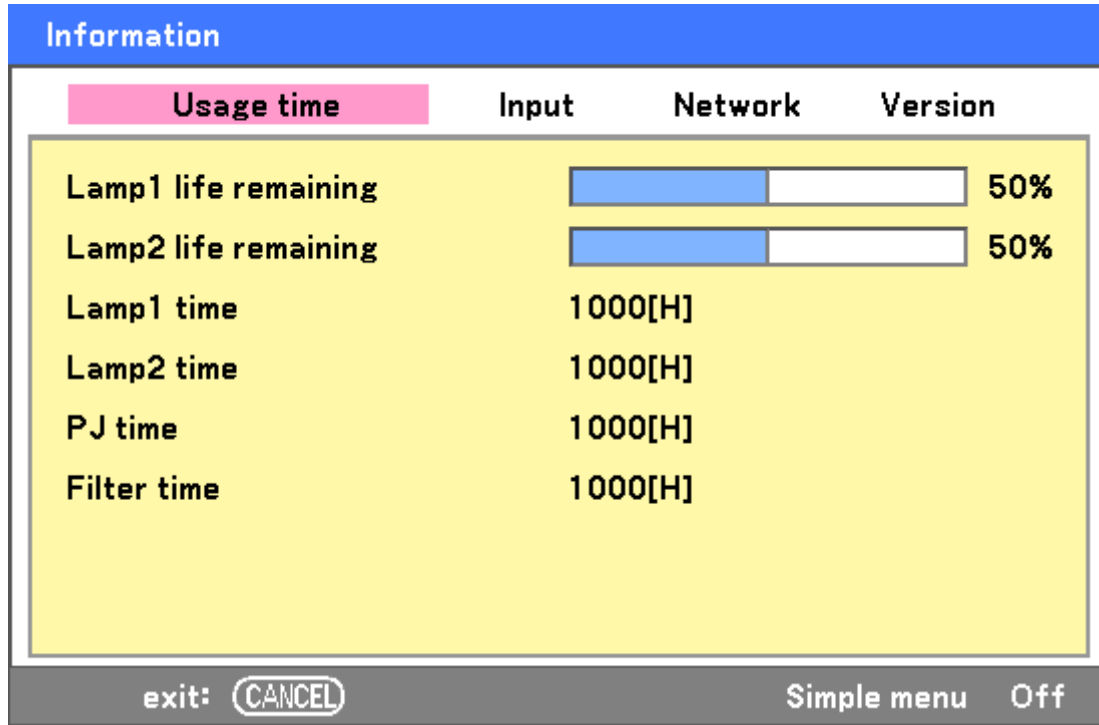 Information
Usage time Input Network Version
Lamp1 life remaining 50%
Lamp2 life remaining 50%
Lamp1 time 1000[H]
Lamp2 time 1000[H]
PJ time 1000[H]
Filter time 1000[H]
exit: CANCEL Simple menu Off